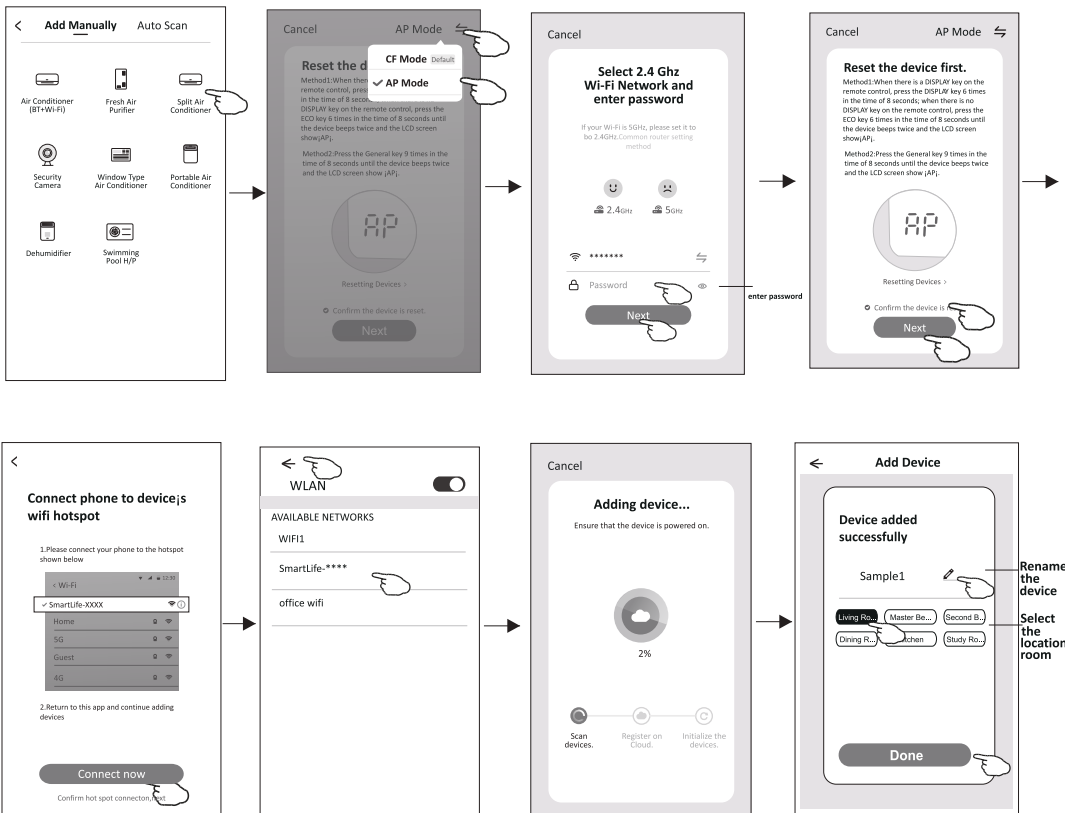 Add Manually Auto Scan
Air Conditioner
(BT+Wi-Fi)
Fresh Air
Purifier
Split Air
Conditioner
Security
Camera
Window Type
Air Conditioner
Portable Air
Conditioner
Dehumidifier
Swimming
Pool H/P
Cancel AP Mode
CF Mode Default
AP Mode
Reset the d
Method1:When ther
remote control, pres
in the time of 8 secon
DISPLAY key on the remote control, press the
ECO key 6 times in the time of 8 seconds until
the device beeps twice and the LCD screen
show¡AP¡.
Method2:Press the General key 9 times in the
time of 8 seconds until the device beeps twice
and the LCD screen show ¡AP¡.
AP
Resetting Devices >
Confirm the device is reset.
Next
Cancel
Select 2.4 Ghz
Wi-Fi Network and
enter password
If your Wi-Fi is 5GHz, please set it to
bo 2.4GHz.Common router setting
method
2.4GHz 5GHz
*******
Password
enter password
Next
Cancel AP Mode
Reset the device first.
Method1:When there is a DISPLAY key on the
remote control, press the DISPLAY key 6 times
in the time of 8 seconds; when there is no
DISPLAY key on the remote control, press the
ECO key 6 times in the time of 8 seconds until
the device beeps twice and the LCD screen
show¡AP¡.
Method2:Press the General key 9 times in the
time of 8 seconds until the device beeps twice
and the LCD screen show ¡AP¡.
AP
Resetting Devices >
Confirm the device is re
Next
Connect phone to device¡s
wifi hotspot
1.Please connect your phone to the hotspot
shown below
12:30
< Wi-Fi
SmartLife-XXXX
Home
5G
Guest
4G
2.Return to this app and continue adding
devices
Connect now
Confirm hot spot connecton,next
WLAN
AVAILABLE NETWORKS
WIFI1
SmartLife-****
office wifi
Cancel
Adding device...
Ensure that the device is powered on.
2%
Scan
devices.
Register on
Cloud.
Initialize the
devices.
Add Device
Device added
successfully
Sample1
Rename
the
device
Living Ro... Master Be... Second B..
Dining R... tchen Study Ro...
Select
the
location
room
Done